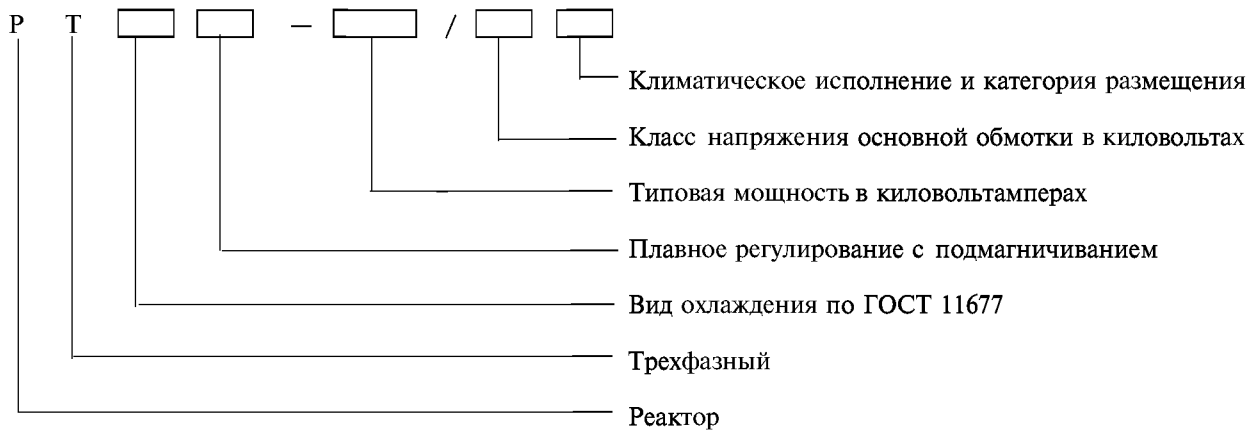 Р Т – /
Климатическое исполнение и категория размещения
Класс напряжения основной обмотки в киловольтах
Типовая мощность в киловольтамперах
Плавное регулирование с подмагничиванием
Вид охлаждения по ГОСТ 11677
Трехфазный
Реактор